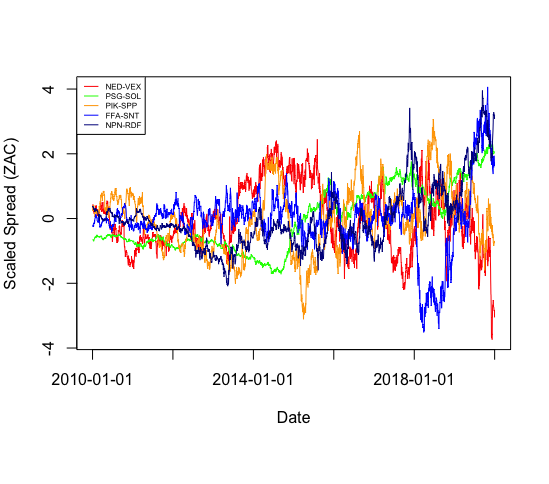 NED-VEX
PSG-SOL
PIK-SPP
FFA-SNT
NPN-RDF
4
2
0
-2
-4
Scaled Spread (ZAC)
2010-01-01
2014-01-01
2018-01-01
Date